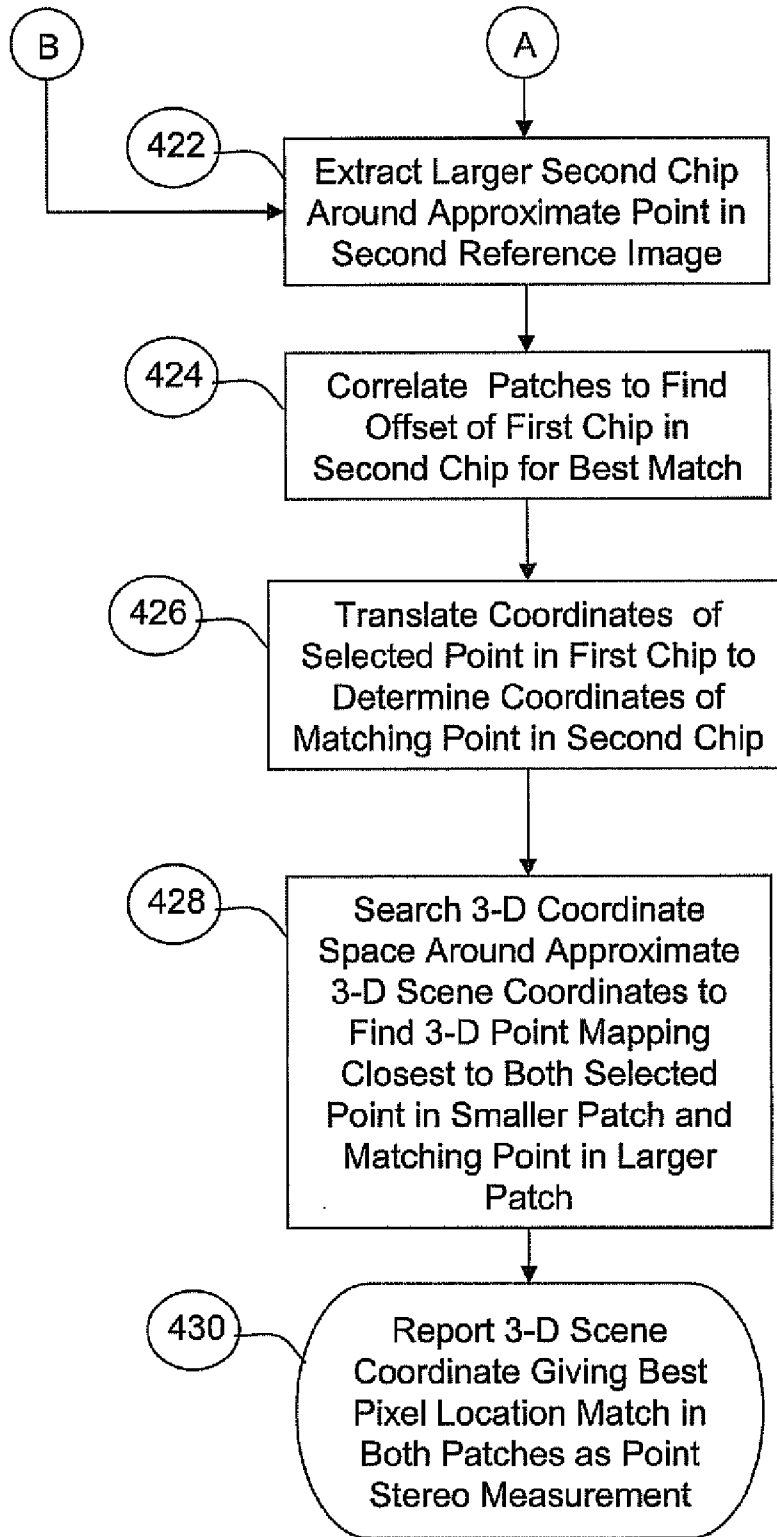 B
A
422
Extract Larger Second Chip
Around Approximate Point in
Second Reference Image
424
Correlate Patches to Find
Offset of First Chip in
Second Chip for Best Match
426
Translate Coordinates of
Selected Point in First Chip to
Determine Coordinates of
Matching Point in Second Chip
428
Search 3-D Coordinate
Space Around Approximate
3-D Scene Coordinates to
Find 3-D Point Mapping
Closest to Both Selected
Point in Smaller Patch and
Matching Point in Larger
Patch
430
Report 3-D Scene
Coordinate Giving Best
Pixel Location Match in
Both Patches as Point
Stereo Measurement